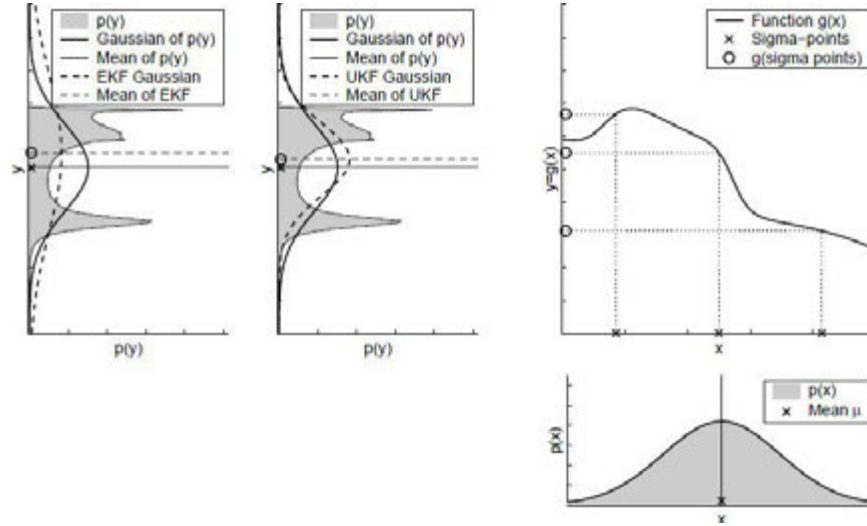 p(y)
Gaussian of p(y)
Mean of p(y)
EKF Gaussian
Mean of EKF
y
p(y)
p(y)
Gaussian of p(y)
Mean of p(y)
UKF Gaussian
Mean of UKF
y
p(y)
Function g(x)
Sigma-points
g(sigma points)
y=g(x)
x
p(x)
Mean μ
p(x)
x